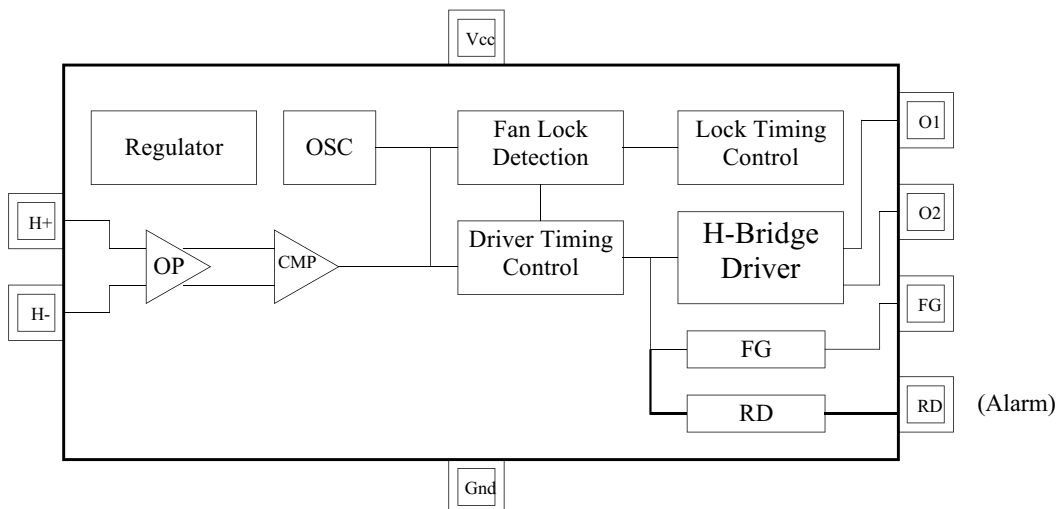 Vcc
Regulator
OSC
Fan Lock
Detection
Lock Timing
Control
O1
H+
OP
CMP
Driver Timing
Control
H-Bridge
Driver
O2
H-
FG
FG
RD
RD
(Alarm)
Gnd